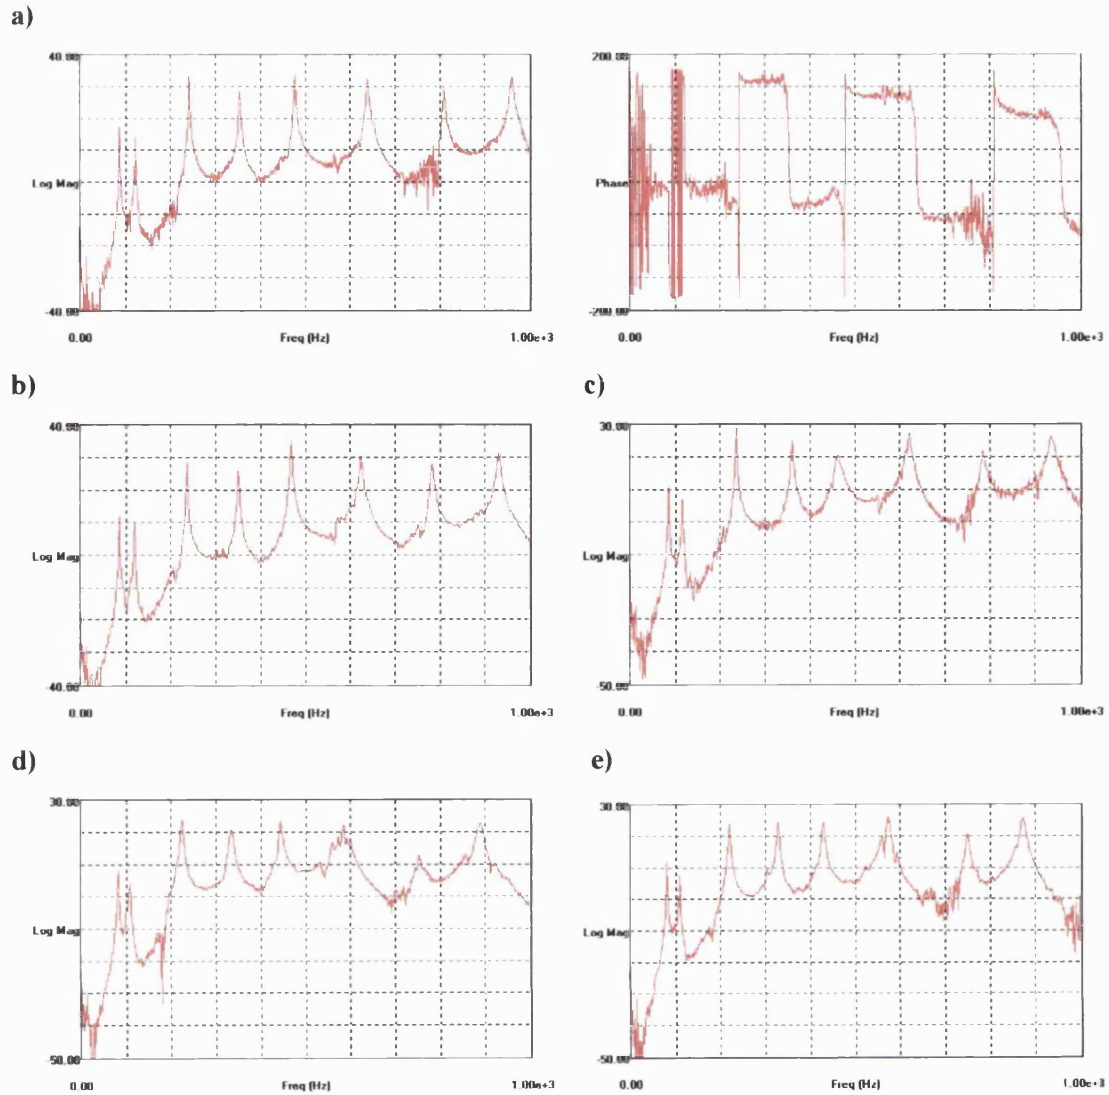 a)
40.00 200.00
Log Mag Phase
-40.00 -200.00
0.00 Freq (Hz) 1.00e+3 0.00 Freq (Hz) 1.00e+3
b) c)
40.00 30.00
Log Mag Log Mag
-40.00 -50.00
0.00 Freq (Hz) 1.00e+3 0.00 Freq (Hz) 1.00e+3
d) e)
30.00 30.00
Log Mag Log Mag
-50.00 -50.00
0.00 Freq (Hz) 1.00e+3 0.00 Freq (Hz) 1.00e+3